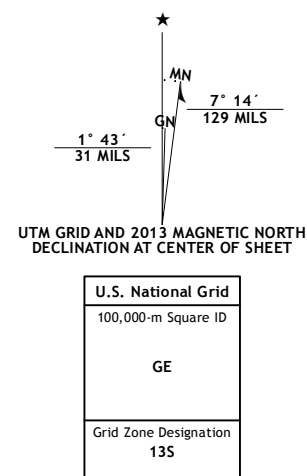 ★
MN
GN
7° 14´
129 MILS
1° 43´
31 MILS
UTM GRID AND 2013 MAGNETIC NORTH
DECLINATION AT CENTER OF SHEET
U.S. National Grid
100,000-m Square ID
GE
Grid Zone Designation
13S